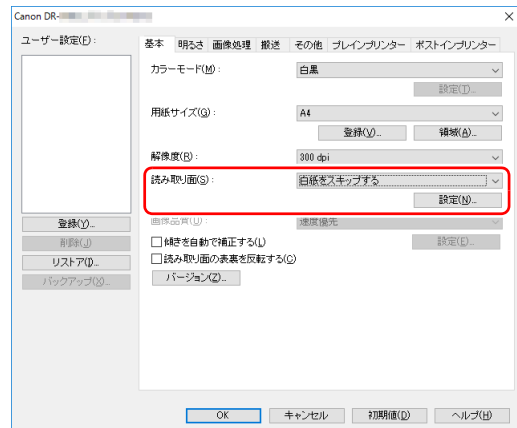 Canon DR-
ユーザー設定(F):
基本 明るさ 画像処理 搬送 その他 プレインプリンター ポストインプリンター
カラーモード(M):
白黒
設定(T)...
用紙サイズ(G):
A4
登録(V)... 領域(A)...
解像度(R):
300 dpi
読み取り面(S):
白紙をスキップする
設定(N)...
画像品質(U):
速度優先
傾きを自動で補正する(L)
設定(E)...
読み取り面の表裏を反転する(C)
バージョン(Z)...
登録(Y)...
削除(J)
リストア(I)...
バックアップ(X)...
OK キャンセル 初期値(D) ヘルプ(H)